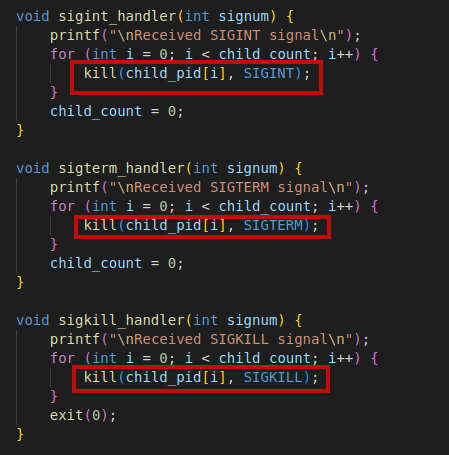 void sigint_handler(int signum) {
    printf("\nReceived SIGINT signal\n");
    for (int i = 0; i < child_count; i++) {
        kill(child_pid[i], SIGINT);
    }
    child_count = 0;
}
void sigterm_handler(int signum) {
    printf("\nReceived SIGTERM signal\n");
    for (int i = 0; i < child_count; i++) {
        kill(child_pid[i], SIGTERM);
    }
    child_count = 0;
}
void sigkill_handler(int signum) {
    printf("\nReceived SIGKILL signal\n");
    for (int i = 0; i < child_count; i++) {
        kill(child_pid[i], SIGKILL);
    }
    exit(0);
}